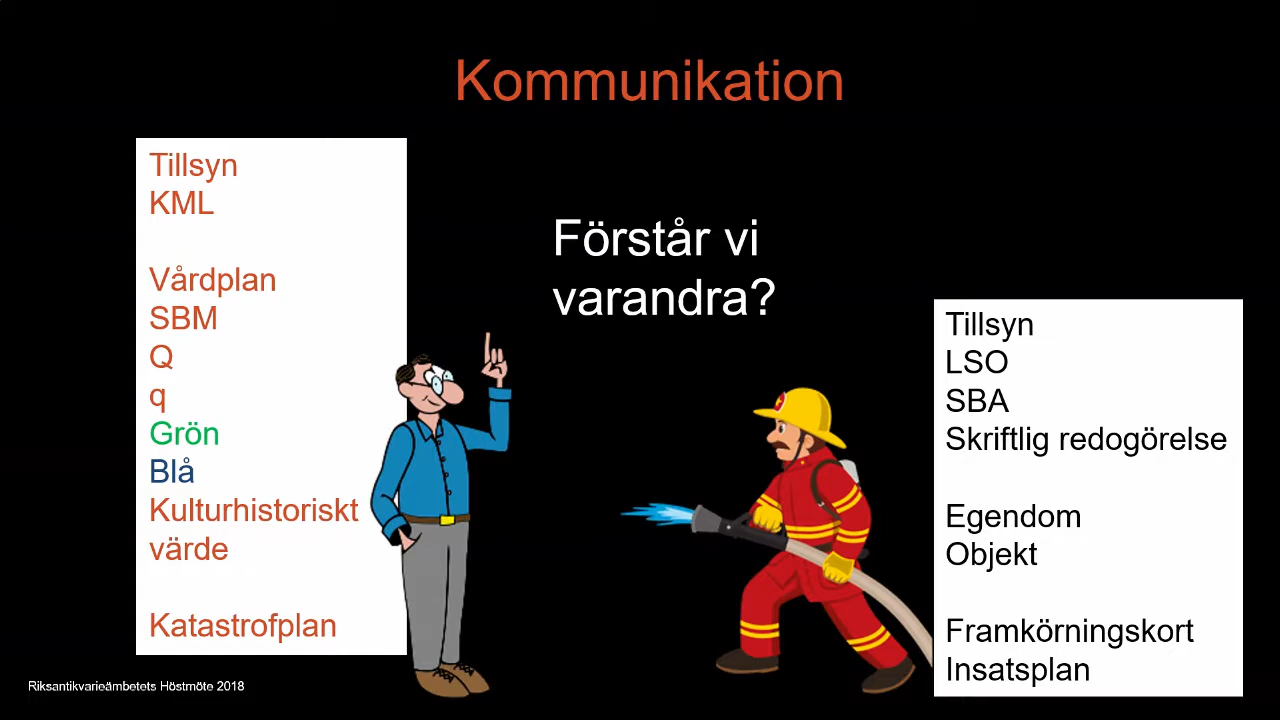 Kommunikation
Tillsyn
KML
Vårdplan
SBM
Q
q
Grön
Blå
Kulturhistoriskt
värde
Katastrofplan
Förstår vi
varandra?
Tillsyn
LSO
SBA
Skriftlig redogörelse
Egendom
Objekt
Framkörningskort
Insatsplan
Riksantikvarieämbetets Höstmöte 2018